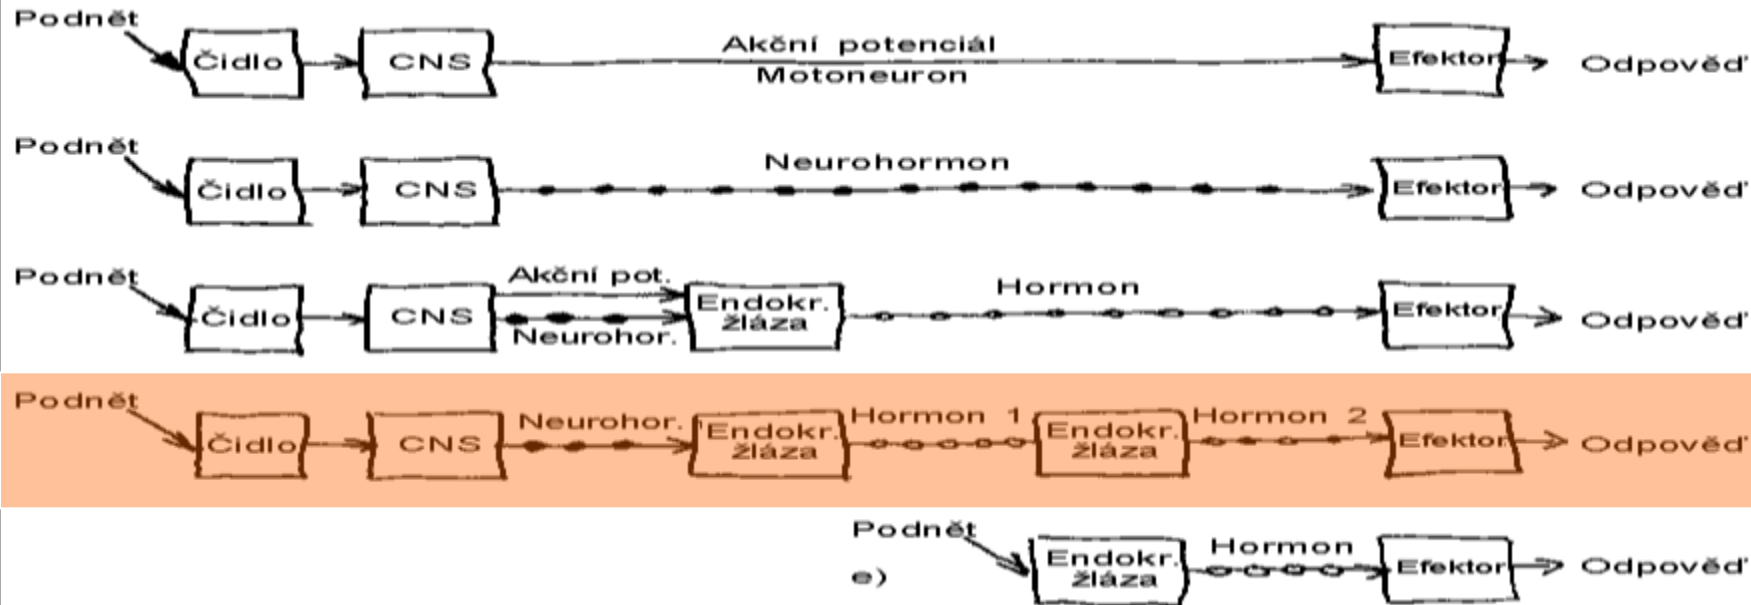 Podnět
Čidlo CNS Akční potenciál Efektor Odpověď
Motoneuron
Podnět
Čidlo CNS Neurohormon Efektor Odpověď
Podnět
Čidlo CNS Akční pot. Endokr. Hormon Efektor Odpověď
Neurohor. žláza
Podnět
Čidlo CNS Neurohor. Endokr. Hormon 1 Endokr. Hormon 2 Efektor Odpověď
žláza žláza
Podnět
e) Endokr. Hormon Efektor Odpověď
žláza